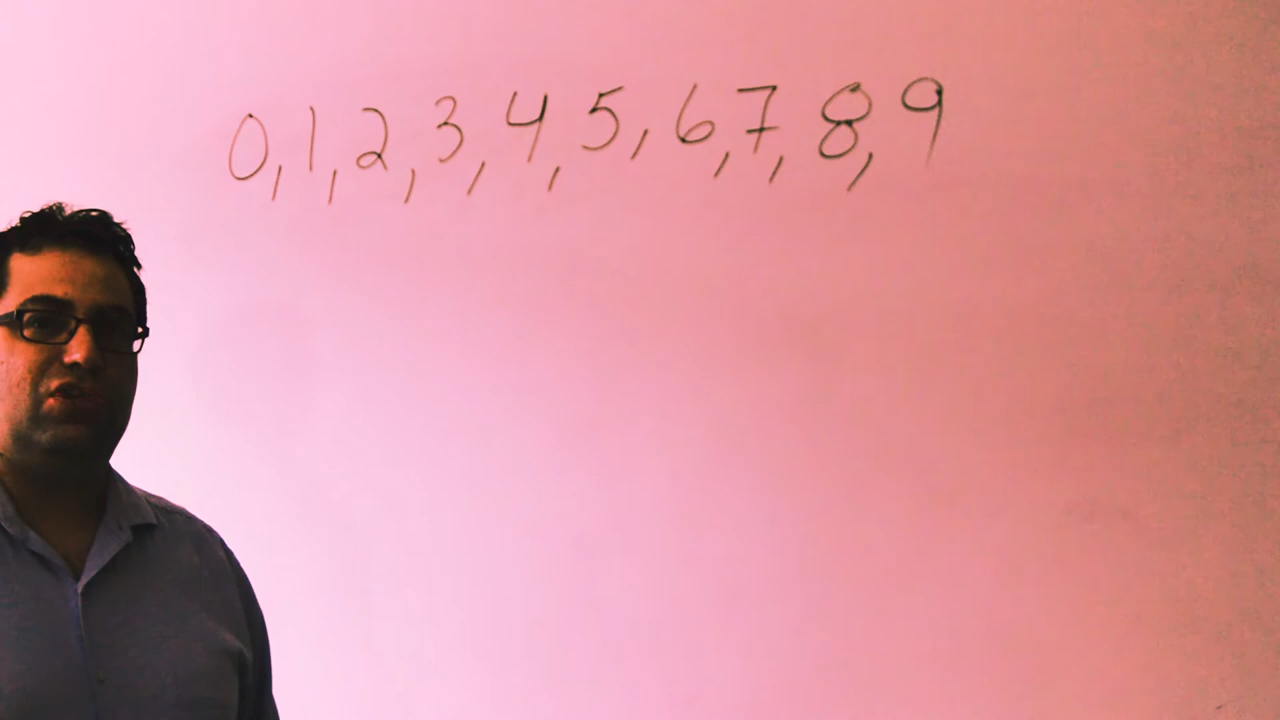 0, 1, 2, 3, 4, 5, 6, 7, 8, 9